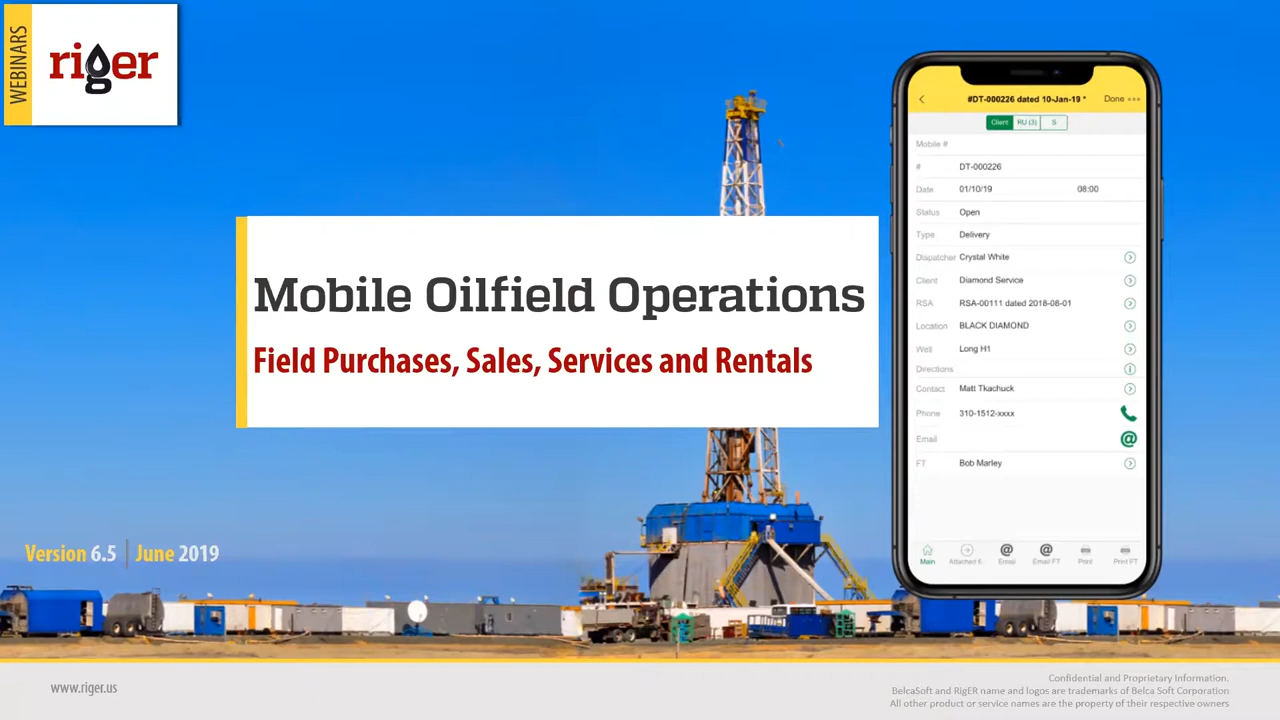 WEBINARS
riger
Mobile Oilfield Operations
Field Purchases, Sales, Services and Rentals
Version 6.5 | June 2019
#DT-000226 dated 10-Jan-19 *
Done •••
Client RU (3) S
Mobile #
# DT-000226
Date 01/10/19 08:00
Status Open
Type Delivery
Dispatcher Crystal White
Client Diamond Service
RSA RSA-00111 dated 2018-08-01
Location BLACK DIAMOND
Well Long H1
Directions
Contact Matt Tkachuck
Phone 310-1512-xxxx
Email @
FT Bob Marley
@ @
Main Attached E. Email Email FT Print Print FT
www.riger.us
Confidential and Proprietary Information.
BelcaSoft and RigER name and logos are trademarks of Belca Soft Corporation
All other product or service names are the property of their respective owners